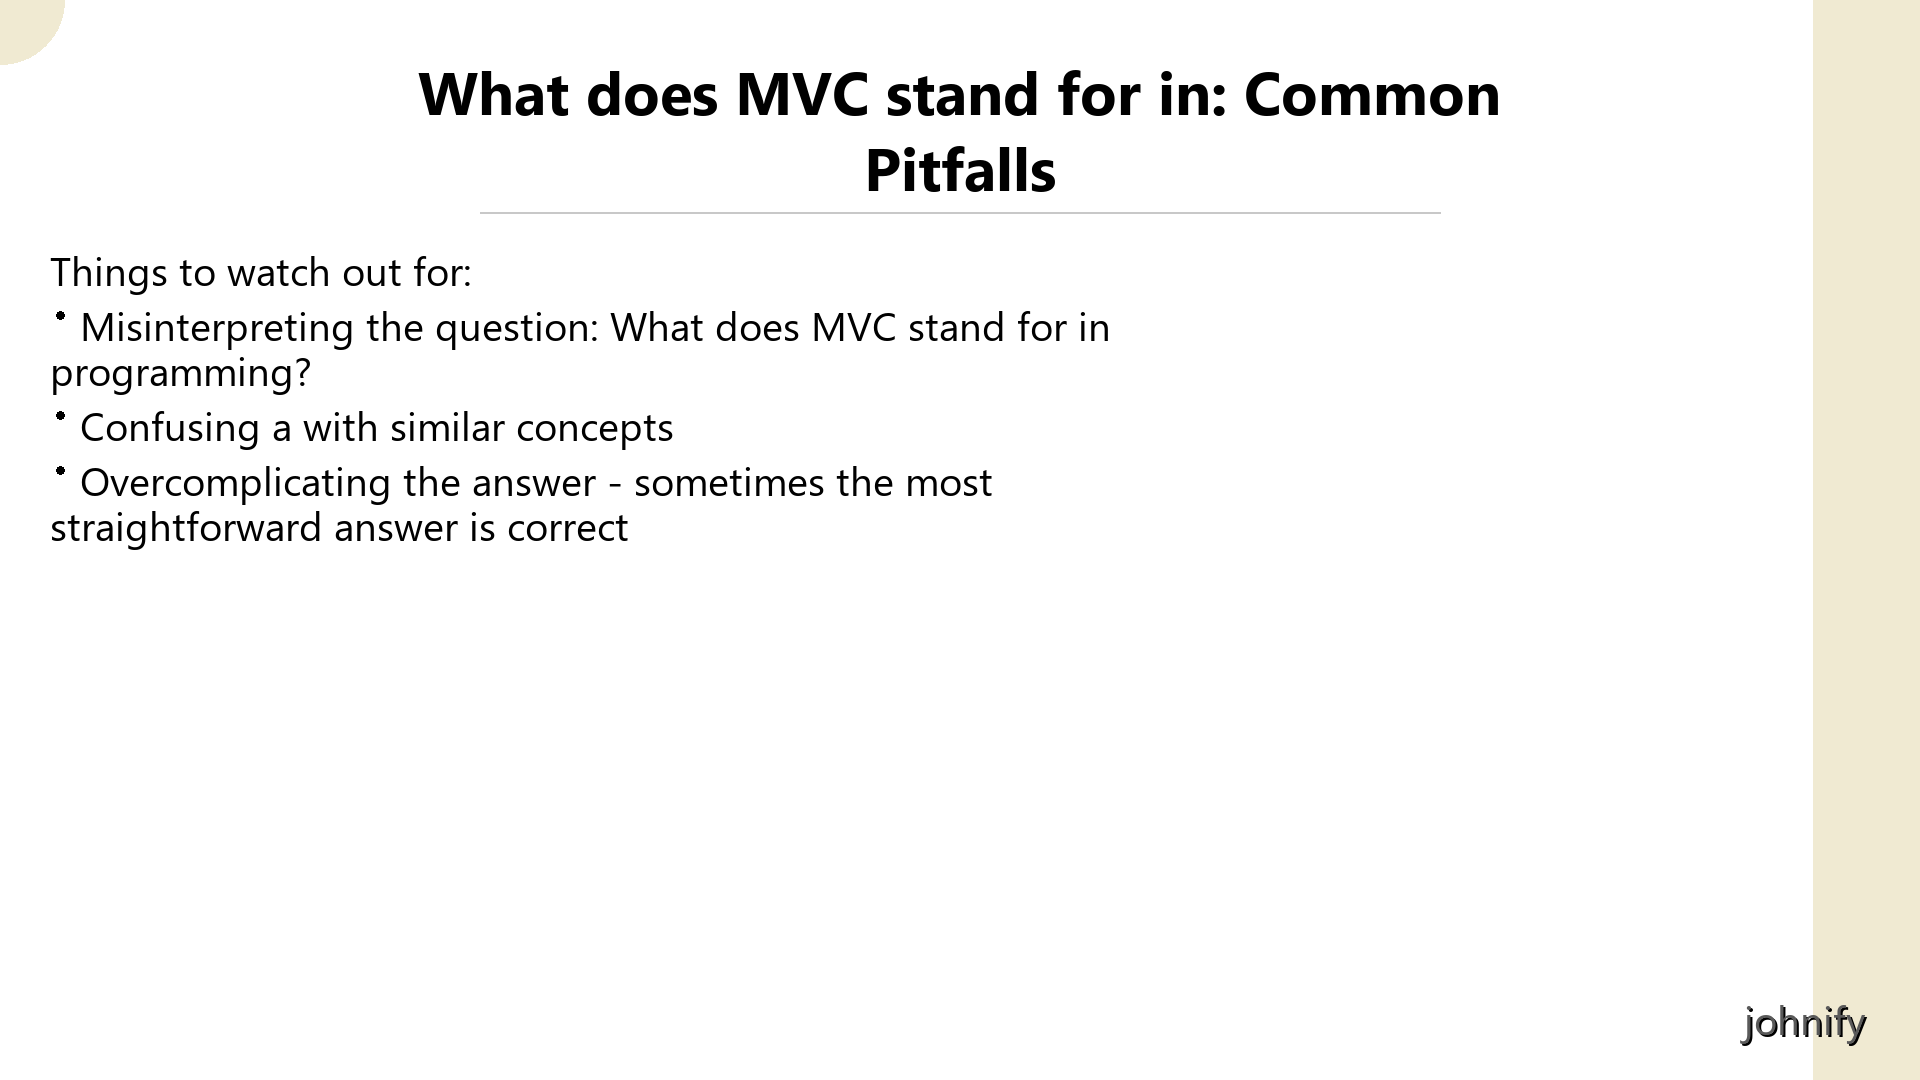 What does MVC stand for in: Common
Pitfalls
Things to watch out for:
• Misinterpreting the question: What does MVC stand for in
programming?
• Confusing a with similar concepts
• Overcomplicating the answer - sometimes the most
straightforward answer is correct
johnify